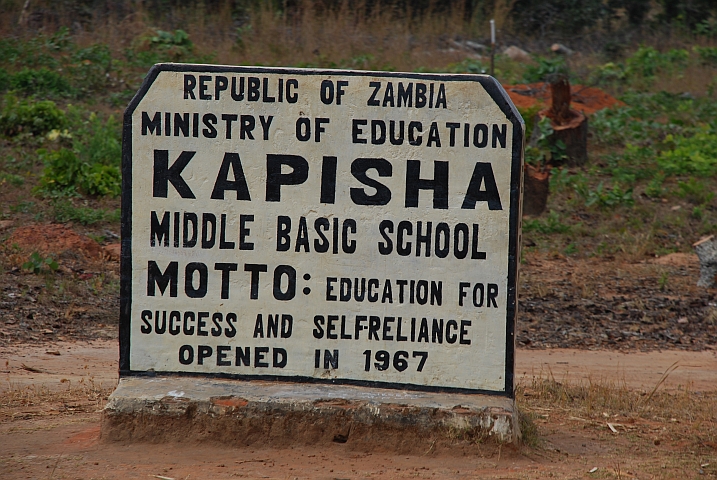 REPUBLIC OF ZAMBIA
MINISTRY OF EDUCATION
KAPISHA
MIDDLE BASIC SCHOOL
MOTTO: EDUCATION FOR
SUCCESS AND SELFRELIANCE
OPENED IN 1967